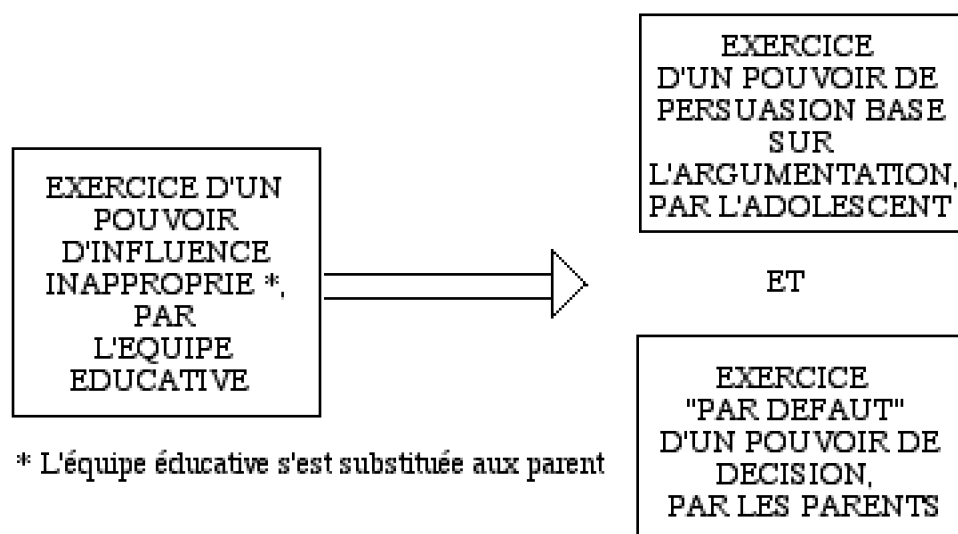 EXERCICE D'UN
POUVOIR
D'INFLUENCE
INAPPROPRIE *,
PAR
L'EQUIPE
EDUCATIVE
* L'équipe éducative s'est substituée aux parent
EXERCICE
D'UN POUVOIR DE
PERSUASION BASE
SUR
L'ARGUMENTATION,
PAR L'ADOLESCENT
ET
EXERCICE
"PAR DEFAUT"
D'UN POUVOIR DE
DECISION,
PAR LES PARENTS